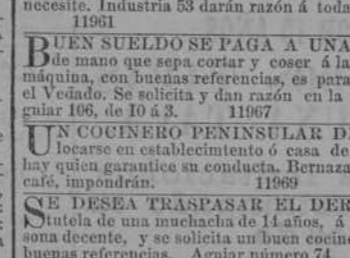 necesite. Industria 53 darán razón á toda
11961
BUEN SUELDO SE PAGA A UNA
de mano que sepa cortar y coser á la
máquina, con buenas referencias, es para
el Vedado. Se solicita y dan razón en la
guiar 106, de 10 á 3. 11967
UN COCINERO PENINSULAR DE
locarse en establecimtento ó casa de
hay quien garantice su conducta. Bernaza
café, impondrán. 11969
SE DESEA TRASPASAR EL DER
tutela de una muchacha de 14 años, á
sona decente, y se solicita un buen cocine
buenas referencias. Aguiar número 74